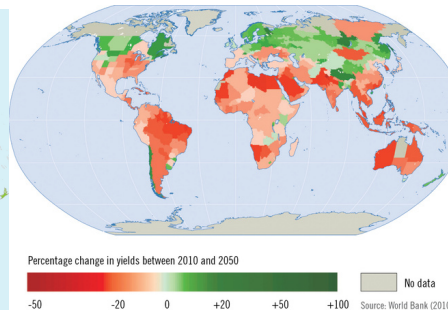 Percentage change in yields between 2010 and 2050
No data
-50 -20 0 +20 +50 +100
Source: World Bank (2010